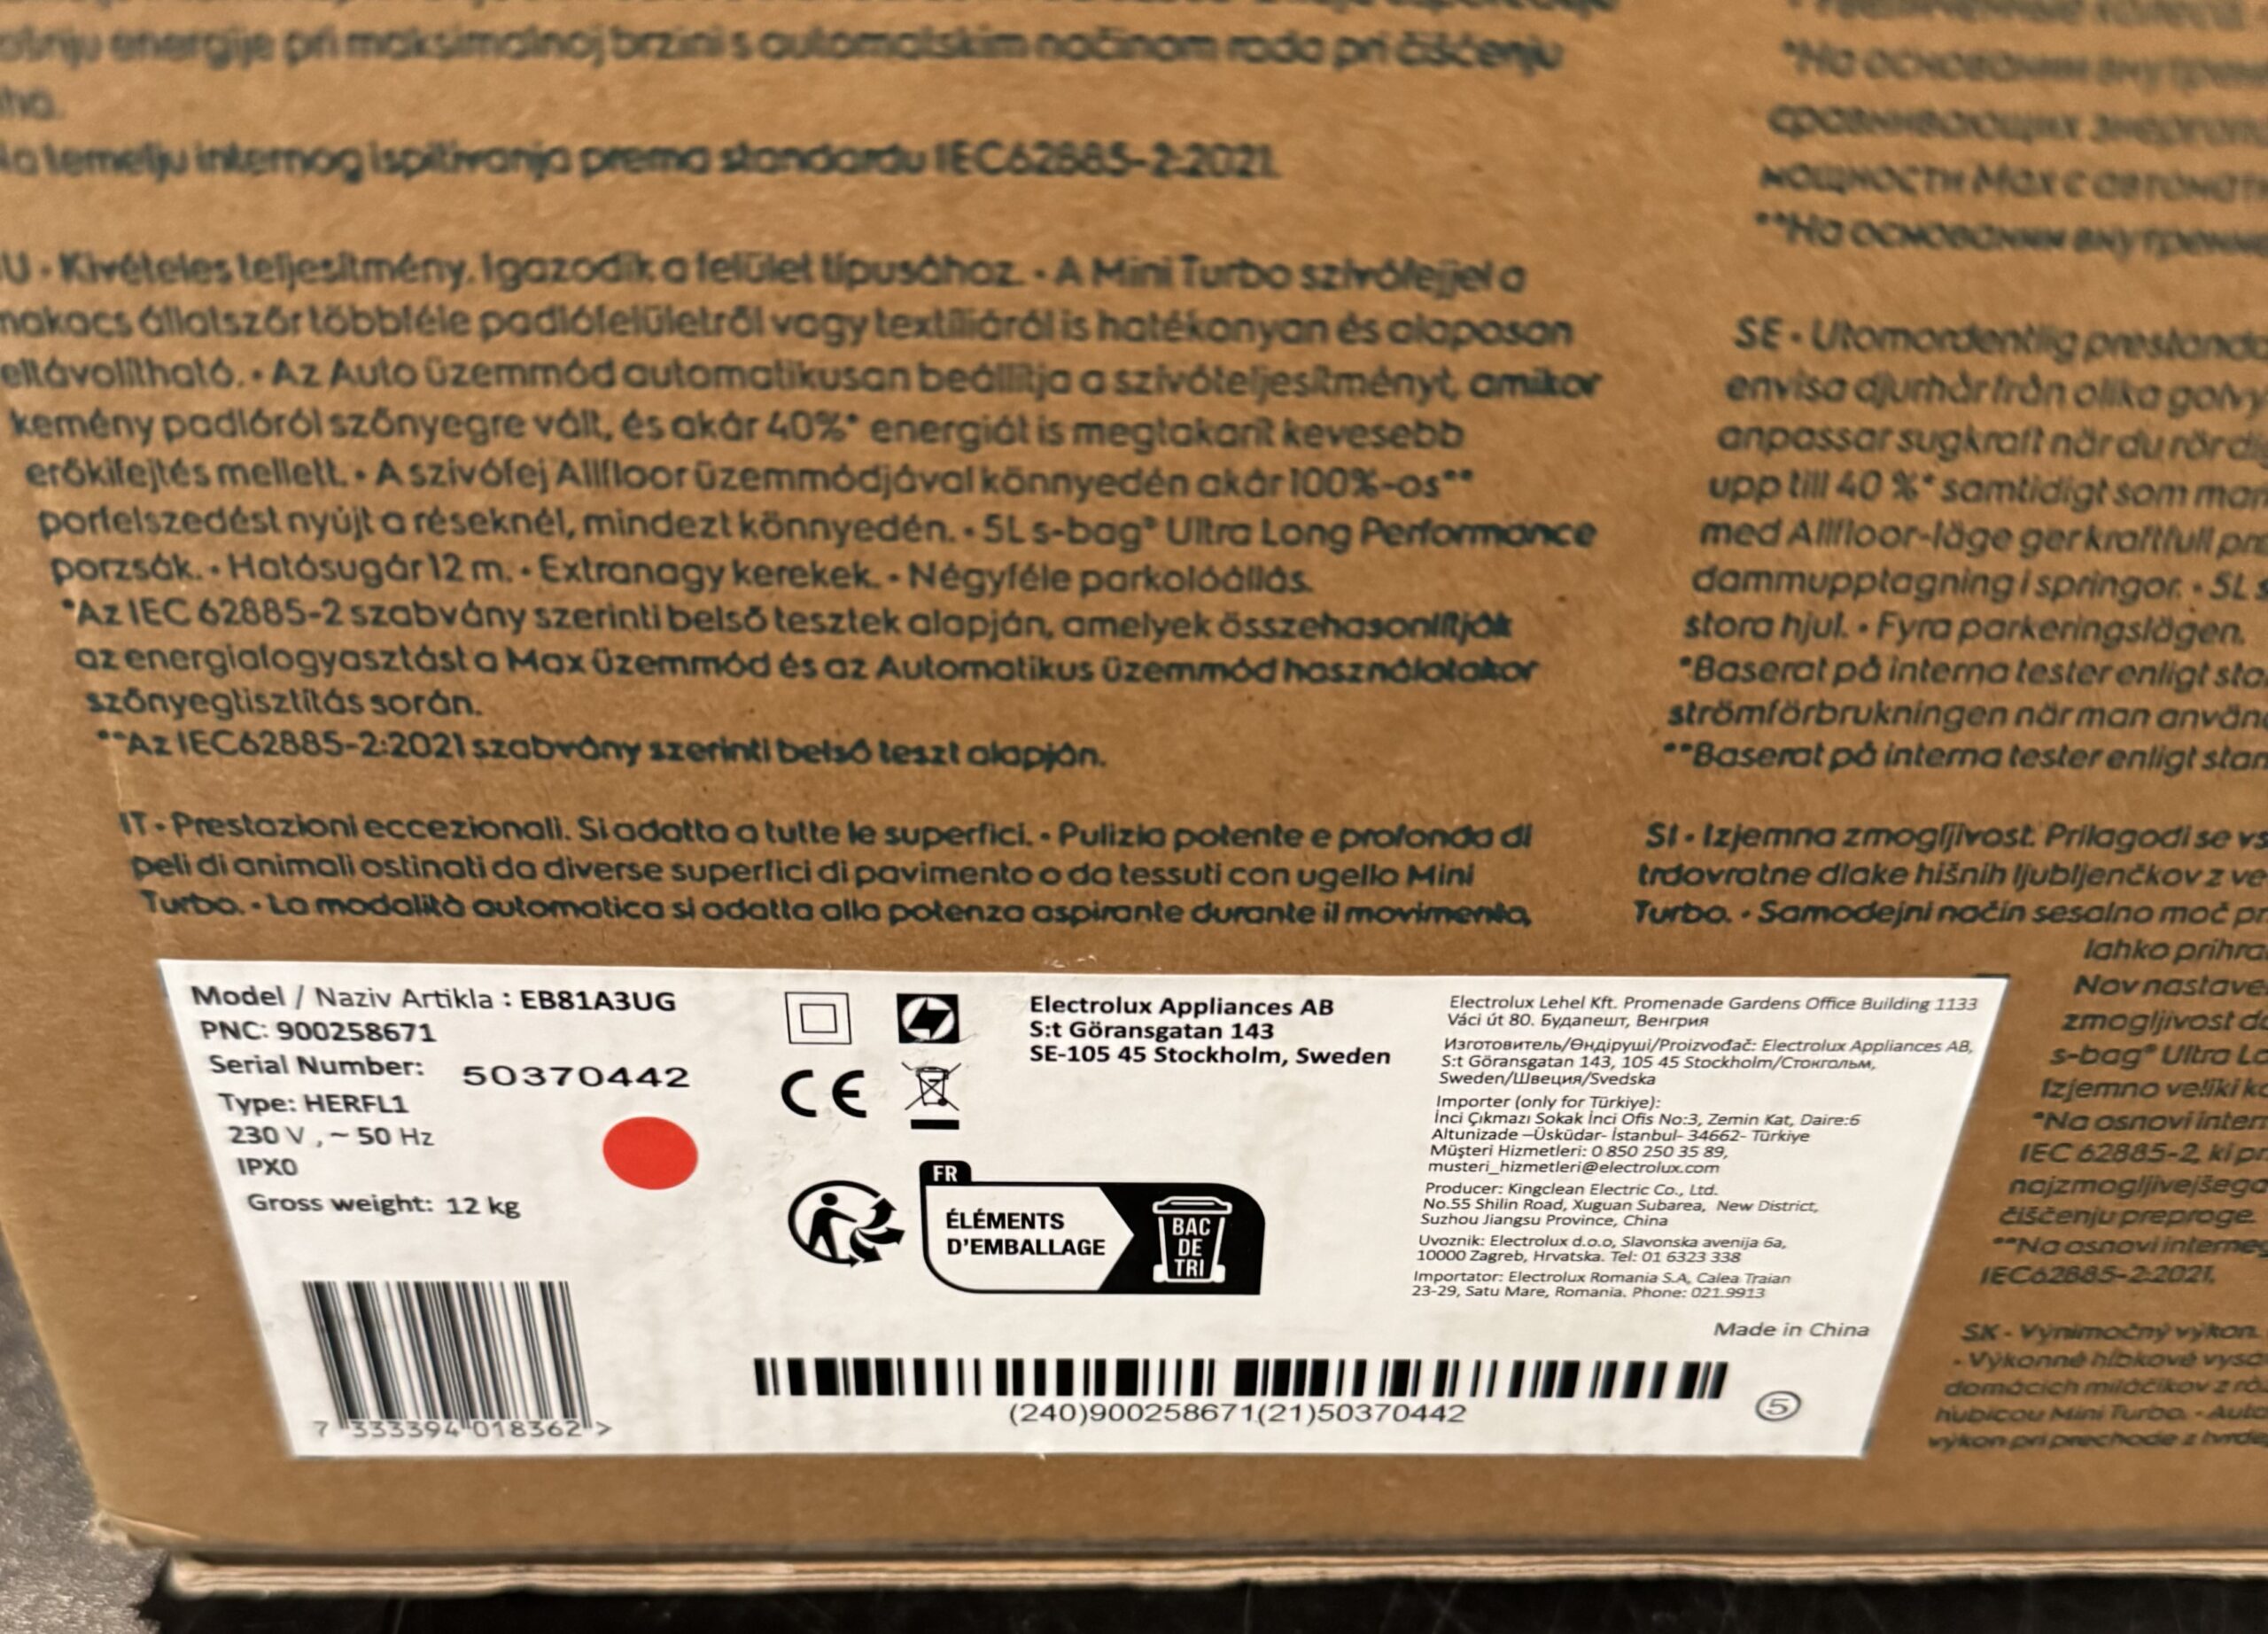 energije pri maksimalnoj brzini s automatskim načinom rada pri čišćenju
temelju internog ispitivanja prema standardu IEC62885-2:2021.
U • Kivételes teljesítmény. Igazodik a felület típusához. • A Mini Turbo szívófejjel a
makacs állatszőr többféle padlófelületről vagy textíliáról is hatékonyan és alaposan
eltávolítható. • Az Auto üzemmód automatikusan beállítja a szívóteljesítményt, amikor
kemény padlóról szőnyegre vált, és akár 40%* energiát is megtakarít kevesebb
erőkifejtés mellett. • A szívófej Allfloor üzemmódjával könnyedén akár 100%-os**
porfelszedést nyújt a réseknél, mindezt könnyedén. • 5L s-bag® Ultra Long Performance
porzsák. • Hatósugár 12 m. • Extranagy kerekek. • Négyféle parkolóállás.
*Az IEC 62885-2 szabvány szerinti belső tesztek alapján, amelyek összehasonlítják
az energiafogyasztást a Max üzemmód és az Automatikus üzemmód használatakor
szőnyegtisztítás során.
**Az IEC62885-2:2021 szabvány szerinti belső teszt alapján.
IT • Prestazioni eccezionali. Si adatta a tutte le superfici. • Pulizia potente e profonda di
peli di animali ostinati da diverse superfici di pavimento o da tessuti con ugello Mini
Turbo. • La modalità automatica si adatta alla potenza aspirante durante il movimento,
*На основании
сравнивающих
мощности Max с
**На основании
SE • Utomordentlig prestanda
envisa djurhår från olika
anpassar sugkraft när du rör dig
upp till 40 %* samtidigt som man
med Allfloor-läge ger kraftfull
dammupptagning i springor. • 5L
stora hjul. • Fyra parkeringslägen.
*Baserat på interna tester enligt
strömförbrukningen när man
**Baserat på interna tester enligt
SI • Izjemna zmogljivost. Prilagodi se
trdovratne dlake hišnih ljubljenčkov z
Turbo. • Samodejni način sesalno moč
lahko
Nov
zmogljivost
s-bag® Ultra
Izjemno veliki
*Na osnovi
IEC 62885-2, ki
najzmogljivejšega
čiščenju preproge.
**Na osnovi
IEC62885-2:2021.
SK • Výnimočný výkon.
• Výkonné hĺbkové
domácich miláčikov z
hubicou Mini Turbo. •
výkon pri prechode z
Model / Naziv Artikla : EB81A3UG
PNC: 900258671
Serial Number: 50370442
Type: HERFL1
230 V , ~ 50 Hz
IPX0
Gross weight: 12 kg
7 333394 018362 >
CE
FR
ÉLÉMENTS
D'EMBALLAGE
BAC
DE
TRI
Electrolux Appliances AB
S:t Göransgatan 143
SE-105 45 Stockholm, Sweden
Electrolux Lehel Kft. Promenade Gardens Office Building 1133
Váci út 80. Будапешт, Венгрия
Изготовитель/Өндіруші/Proizvođač: Electrolux Appliances AB,
S:t Göransgatan 143, 105 45 Stockholm/Стокгольм,
Sweden/Швеция/Svedska
Importer (only for Türkiye):
İnci Çıkmazı Sokak İnci Ofis No:3, Zemin Kat, Daire:6
Altunizade –Üsküdar- İstanbul- 34662- Türkiye
Müşteri Hizmetleri: 0 850 250 35 89,
musteri_hizmetleri@electrolux.com
Producer: Kingclean Electric Co., Ltd.
No.55 Shilin Road, Xuguan Subarea, New District,
Suzhou Jiangsu Province, China
Uvoznik: Electrolux d.o.o, Slavonska avenija 6a,
10000 Zagreb, Hrvatska. Tel: 01 6323 338
Importator: Electrolux Romania S.A, Calea Traian
23-29, Satu Mare, Romania. Phone: 021.9913
Made in China
(240)900258671(21)50370442
5